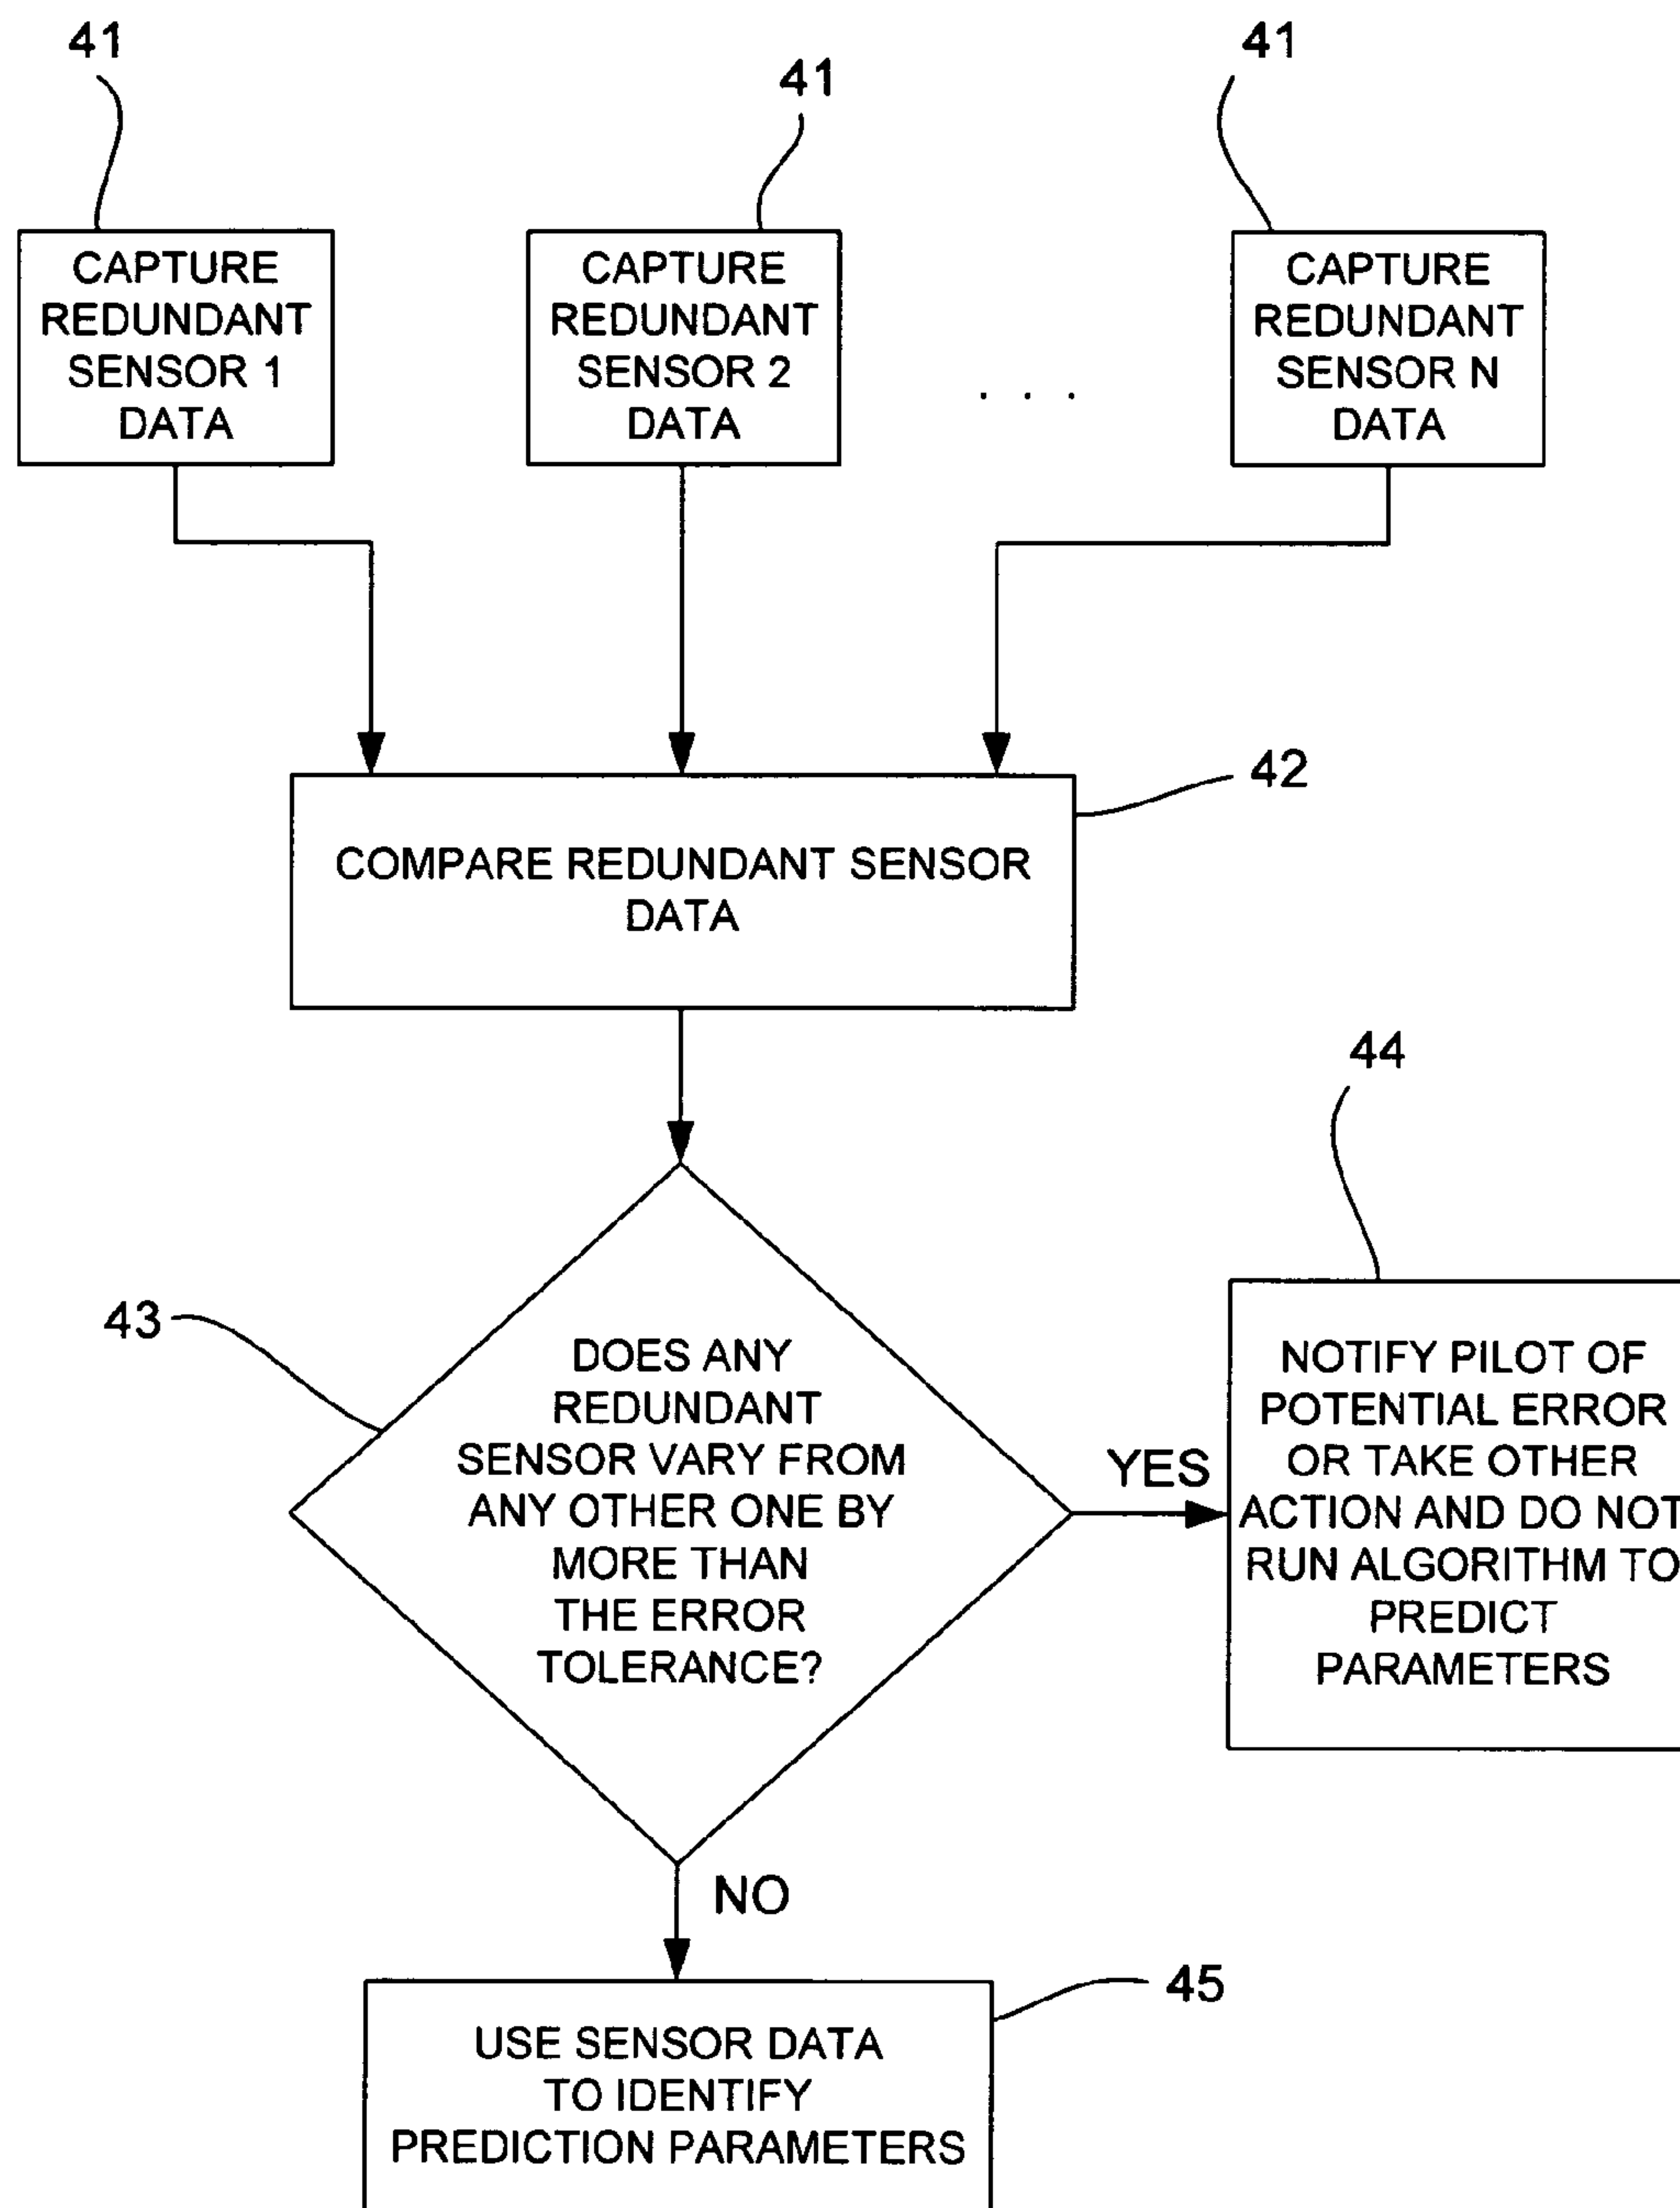 41
41
41
CAPTURE
REDUNDANT
SENSOR 1
DATA
CAPTURE
REDUNDANT
SENSOR 2
DATA
. . .
CAPTURE
REDUNDANT
SENSOR N
DATA
42
COMPARE REDUNDANT SENSOR
DATA
44
43
DOES ANY
REDUNDANT
SENSOR VARY FROM
ANY OTHER ONE BY
MORE THAN
THE ERROR
TOLERANCE?
YES
NOTIFY PILOT OF
POTENTIAL ERROR
OR TAKE OTHER
ACTION AND DO NOT
RUN ALGORITHM TO
PREDICT
PARAMETERS
NO
45
USE SENSOR DATA
TO IDENTIFY
PREDICTION PARAMETERS